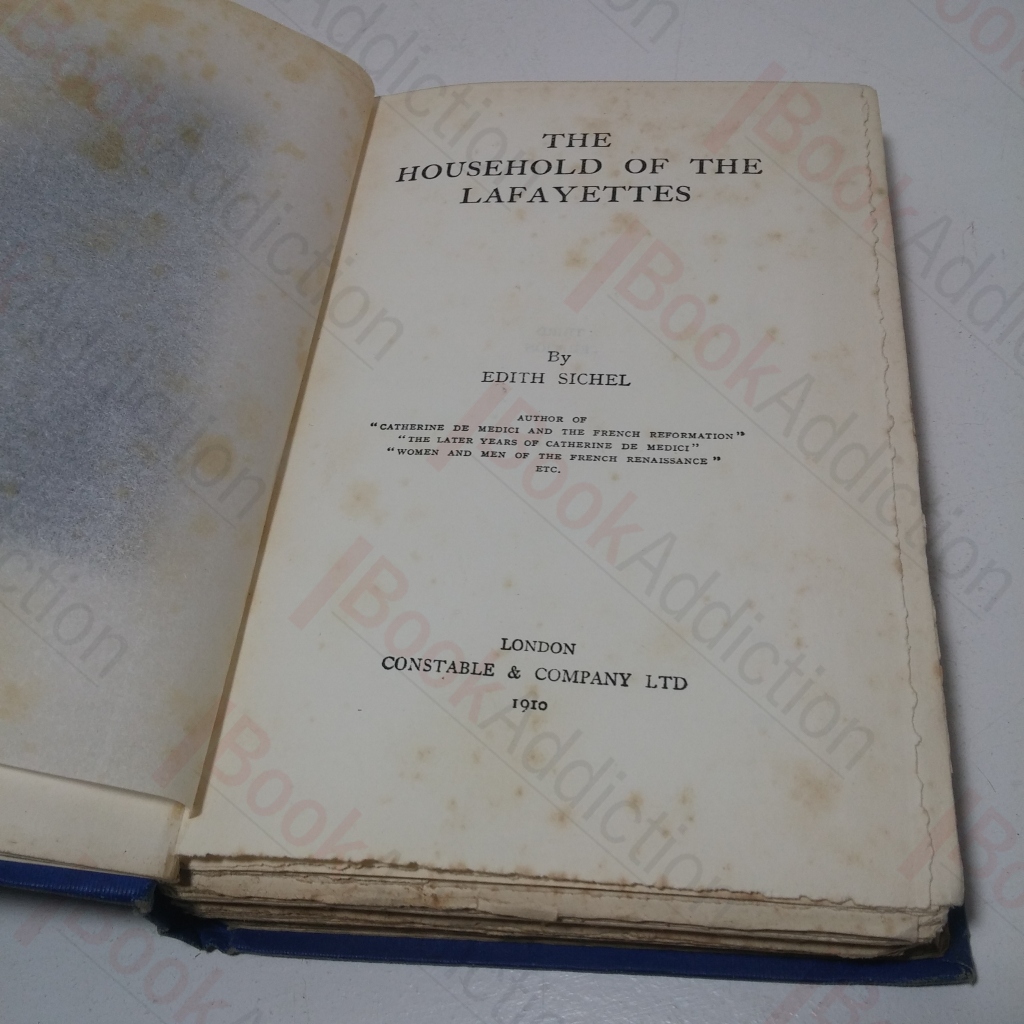 THE
HOUSEHOLD OF THE
LAFAYETTES
By
EDITH SICHEL
AUTHOR OF
"CATHERINE DE MEDICI AND THE FRENCH REFORMATION"
"THE LATER YEARS OF CATHERINE DE MEDICI"
"WOMEN AND MEN OF THE FRENCH RENAISSANCE"
ETC.
LONDON
CONSTABLE & COMPANY LTD
1910
BookAddiction